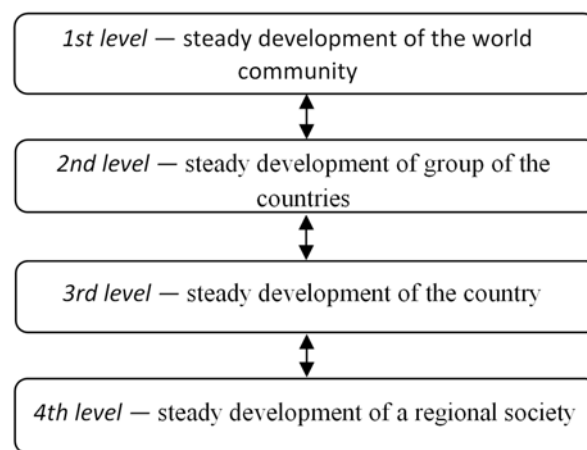 1st level — steady development of the world
community
2nd level — steady development of group of the
countries
3rd level — steady development of the country
4th level — steady development of a regional society